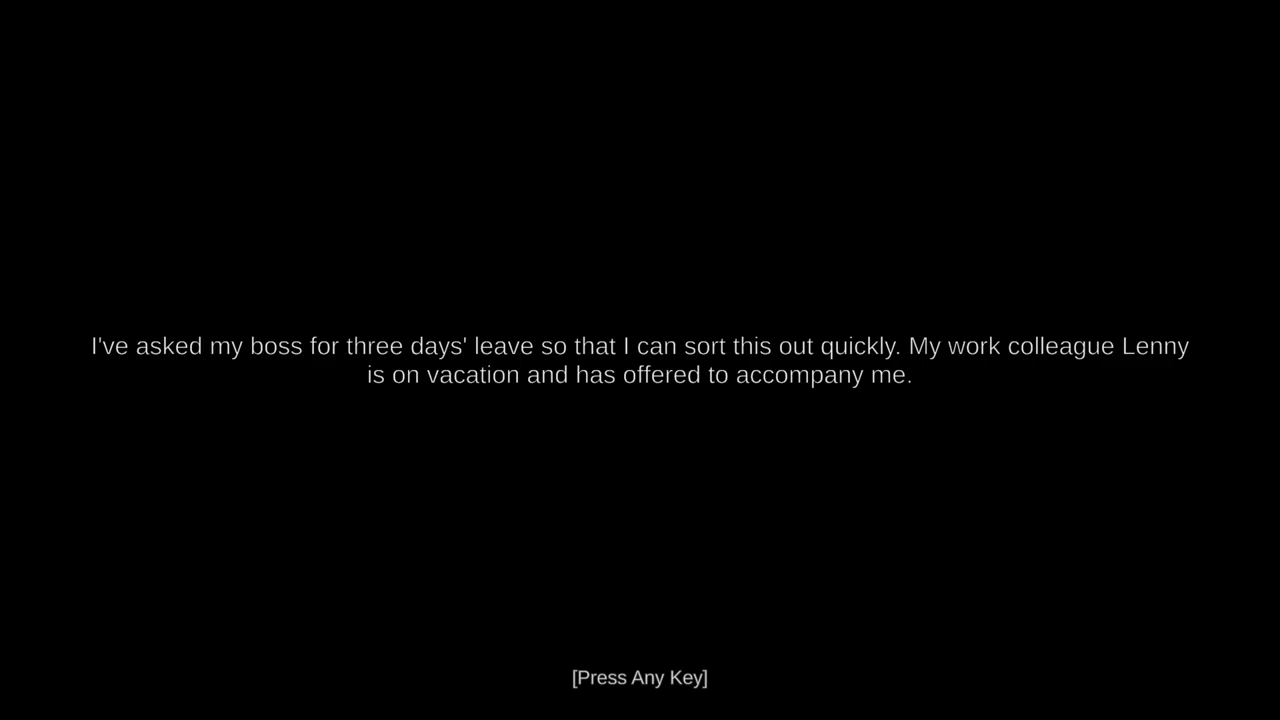 I've asked my boss for three days' leave so that I can sort this out quickly. My work colleague Lenny
is on vacation and has offered to accompany me.
[Press Any Key]